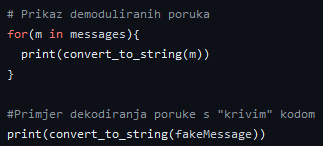 # Prikaz demoduliranih poruka
for(m in messages){
  print(convert_to_string(m))
}

#Primjer dekodiranja poruke s "krivim" kodom
print(convert_to_string(fakeMessage))